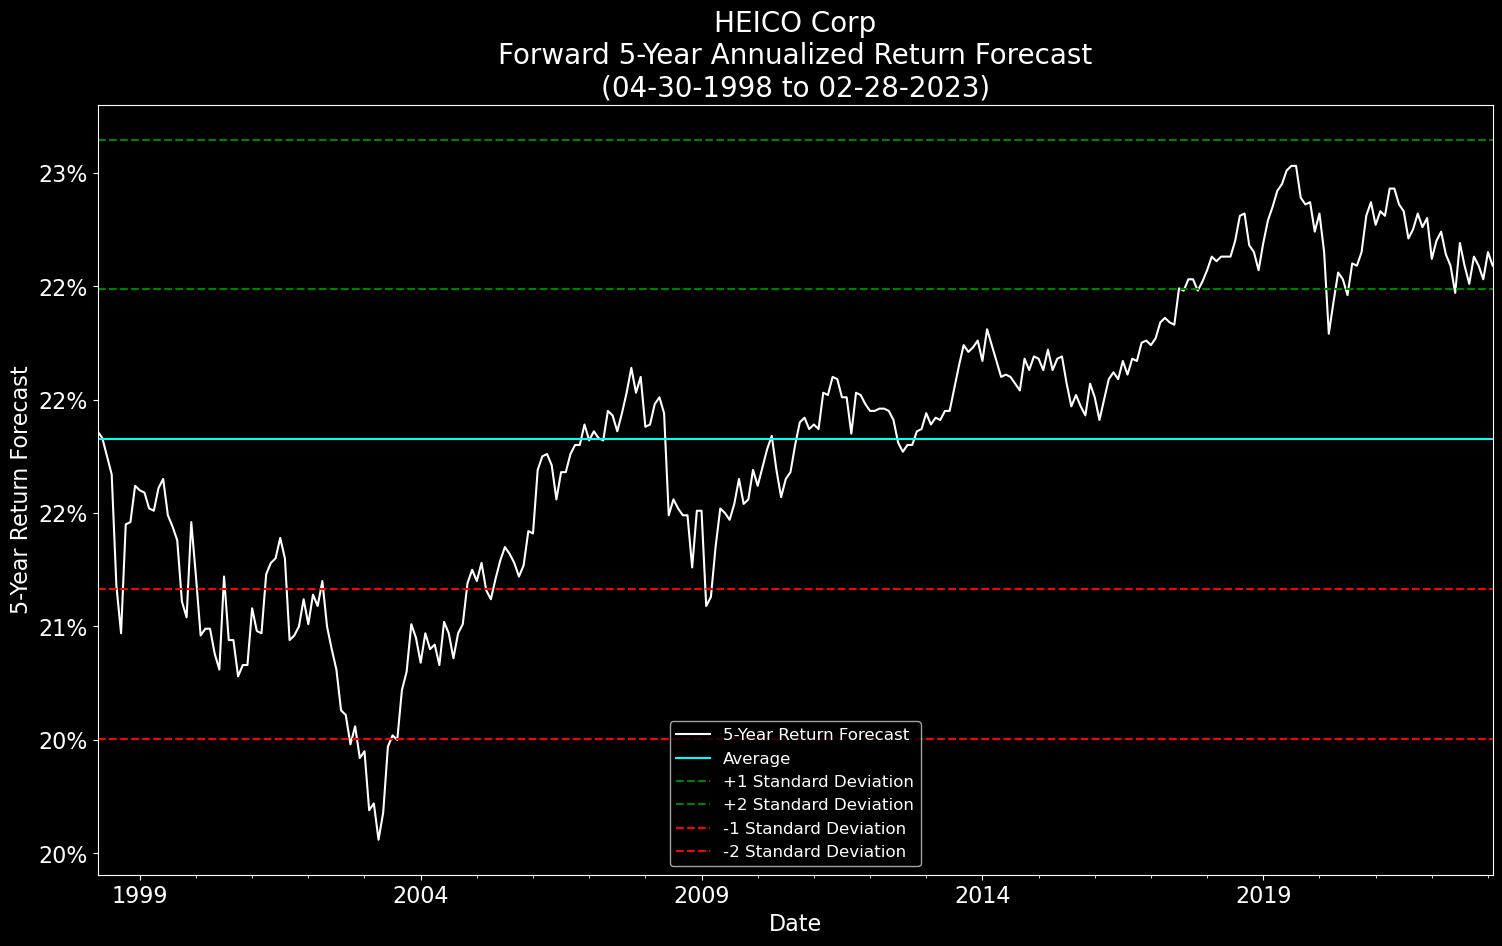 HEICO Corp
Forward 5-Year Annualized Return Forecast
(04-30-1998 to 02-28-2023)
5-Year Return Forecast
23%
22%
22%
22%
21%
20%
20%
5-Year Return Forecast
Average
+1 Standard Deviation
+2 Standard Deviation
-1 Standard Deviation
-2 Standard Deviation
1999 2004 2009 2014 2019
Date